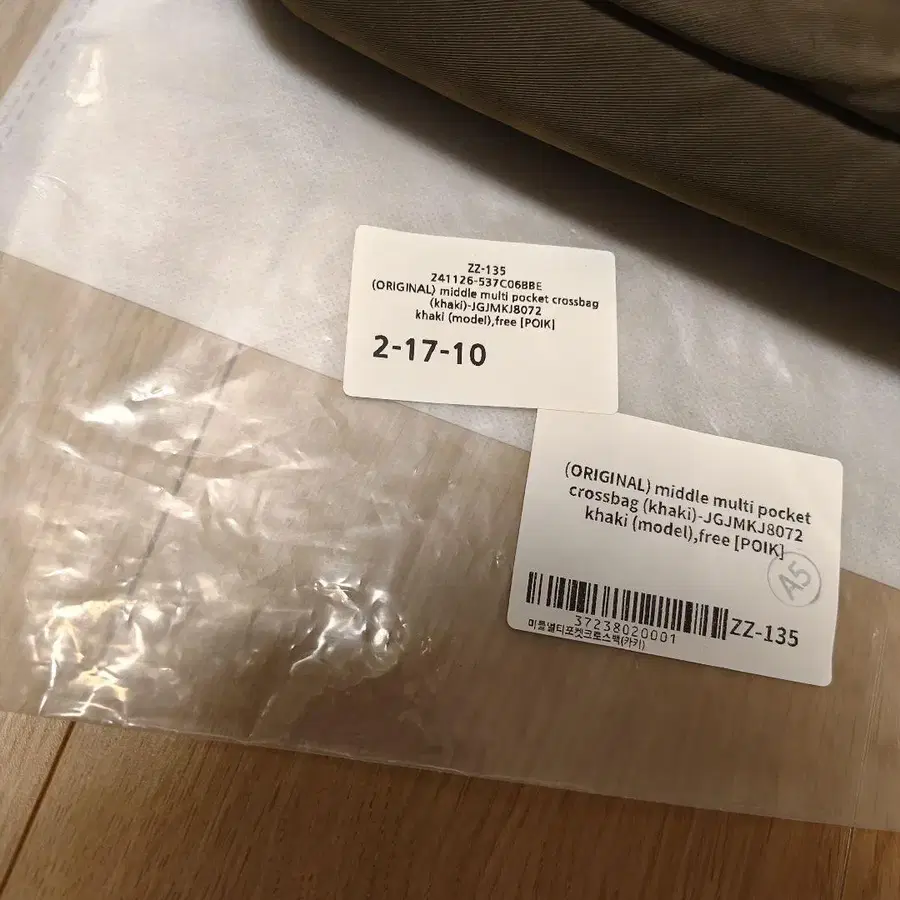 ZZ-135
241126-537C06BBE
(ORIGINAL) middle multi pocket crossbag
(khaki)-JGJMKJ8072
khaki (model),free [POIK]
2-17-10
(ORIGINAL) middle multi pocket
crossbag (khaki)-JGJMKJ8072
khaki (model),free [POIK]
A5
37238020001
ZZ-135
미들멀티포켓크로스백(카키)